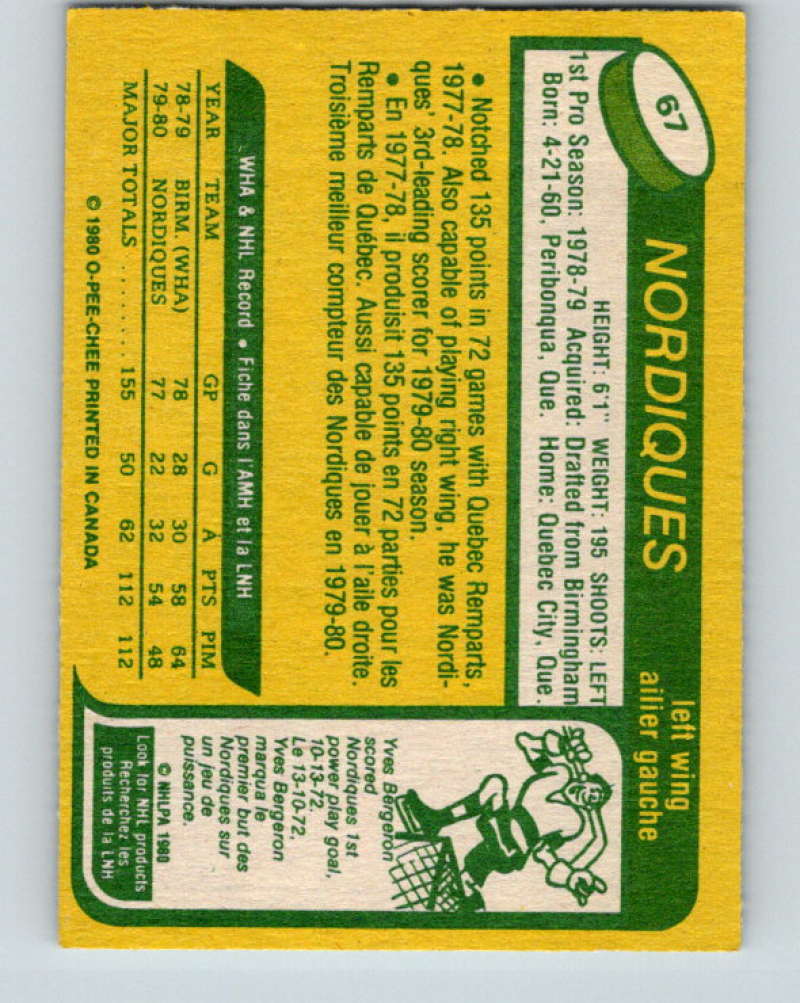 67
NORDIQUES
left wing
ailier gauche
HEIGHT: 6'1" WEIGHT: 195 SHOOTS: LEFT
1st Pro Season: 1978-79 Acquired: Drafted from Birmingham
Born: 4-21-60, Peribonqua, Que. Home: Quebec City, Que.
• Notched 135 points in 72 games with Quebec Remparts,
1977-78. Also capable of playing right wing, he was Nordi-
ques' 3rd-leading scorer for 1979-80 season.
• En 1977-78, il produisit 135 points en 72 parties pour les
Remparts de Québec. Aussi capable de jouer à l'aile droite.
Troisième meilleur compteur des Nordiques en 1979-80.
WHA & NHL Record • Fiche dans l'AMH et la LNH
YEAR TEAM GP G A PTS PIM
78-79 BIRM. (WHA) 78 28 30 58 64
79-80 NORDIQUES 77 22 32 54 48
MAJOR TOTALS ........ 155 50 62 112 112
© 1980 O-PEE-CHEE PRINTED IN CANADA
Yves Bergeron
scored
Nordiques 1st
power play goal,
10-13-72.
Le 13-10-72,
Yves Bergeron
marqua le
premier but des
Nordiques sur
un jeu de
puissance.
© NHLPA 1980
Look for NHL products
Recherchez les
produits de la LNH